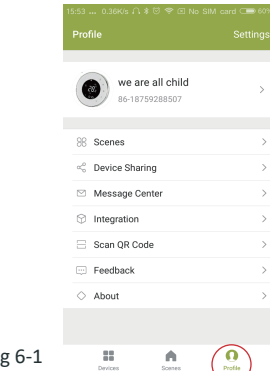 15:53 ... 0.36K/s No SIM card 60%
Profile Settings
we are all child
86-18759288507
Scenes
Device Sharing
Message Center
Integration
Scan QR Code
Feedback
About
g 6-1
Devices Scenes Profile